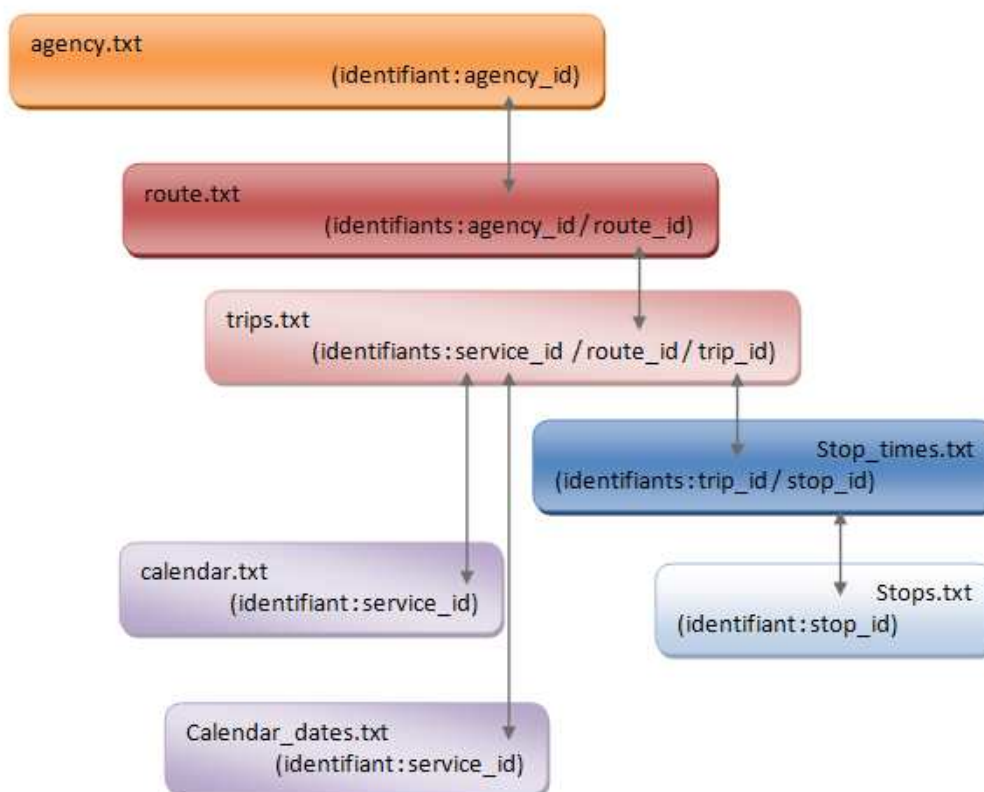 agency.txt
(identifiant:agency_id)
route.txt
(identifiants:agency_id/route_id)
trips.txt
(identifiants:service_id /route_id/trip_id)
Stop_times.txt
(identifiants:trip_id/stop_id)
calendar.txt
(identifiant:service_id)
Stops.txt
(identifiant:stop_id)
Calendar_dates.txt
(identifiant:service_id)